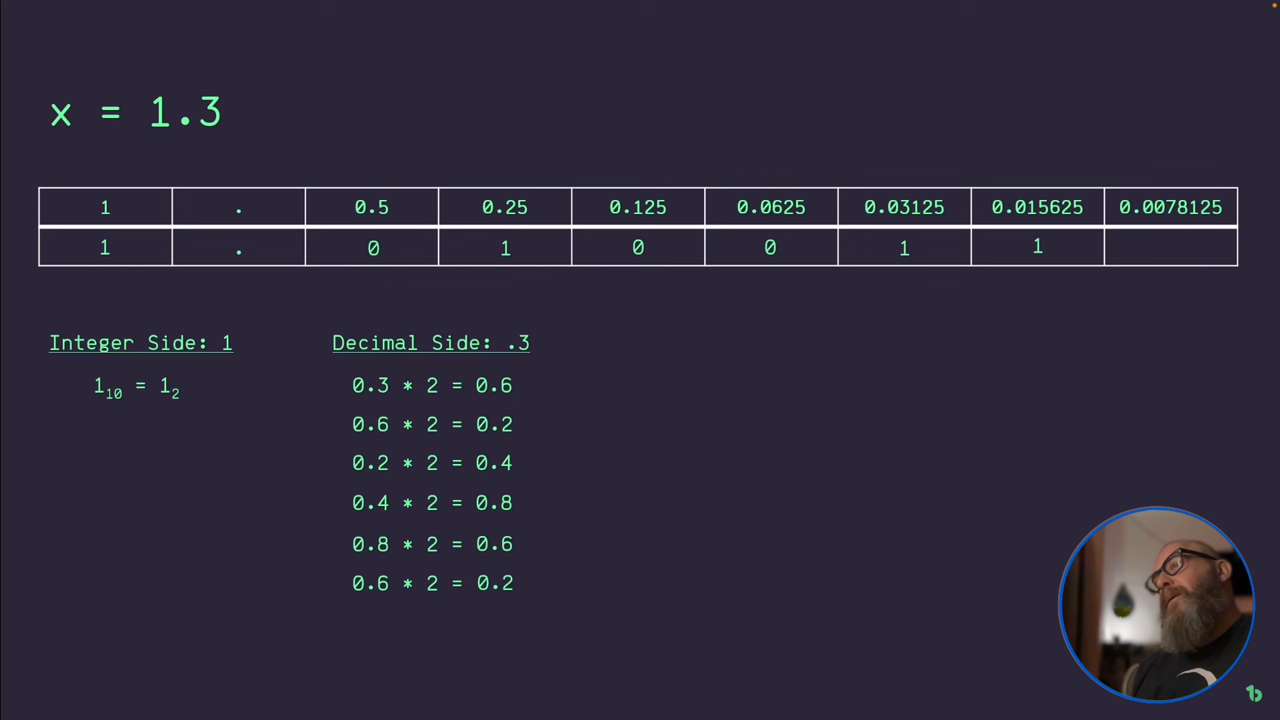 x = 1.3
1 . 0.5 0.25 0.125 0.0625 0.03125 0.015625 0.0078125
1 . 0 1 0 0 1 1
Integer Side: 1
1₁₀ = 1₂
Decimal Side: .3
0.3 * 2 = 0.6
0.6 * 2 = 0.2
0.2 * 2 = 0.4
0.4 * 2 = 0.8
0.8 * 2 = 0.6
0.6 * 2 = 0.2